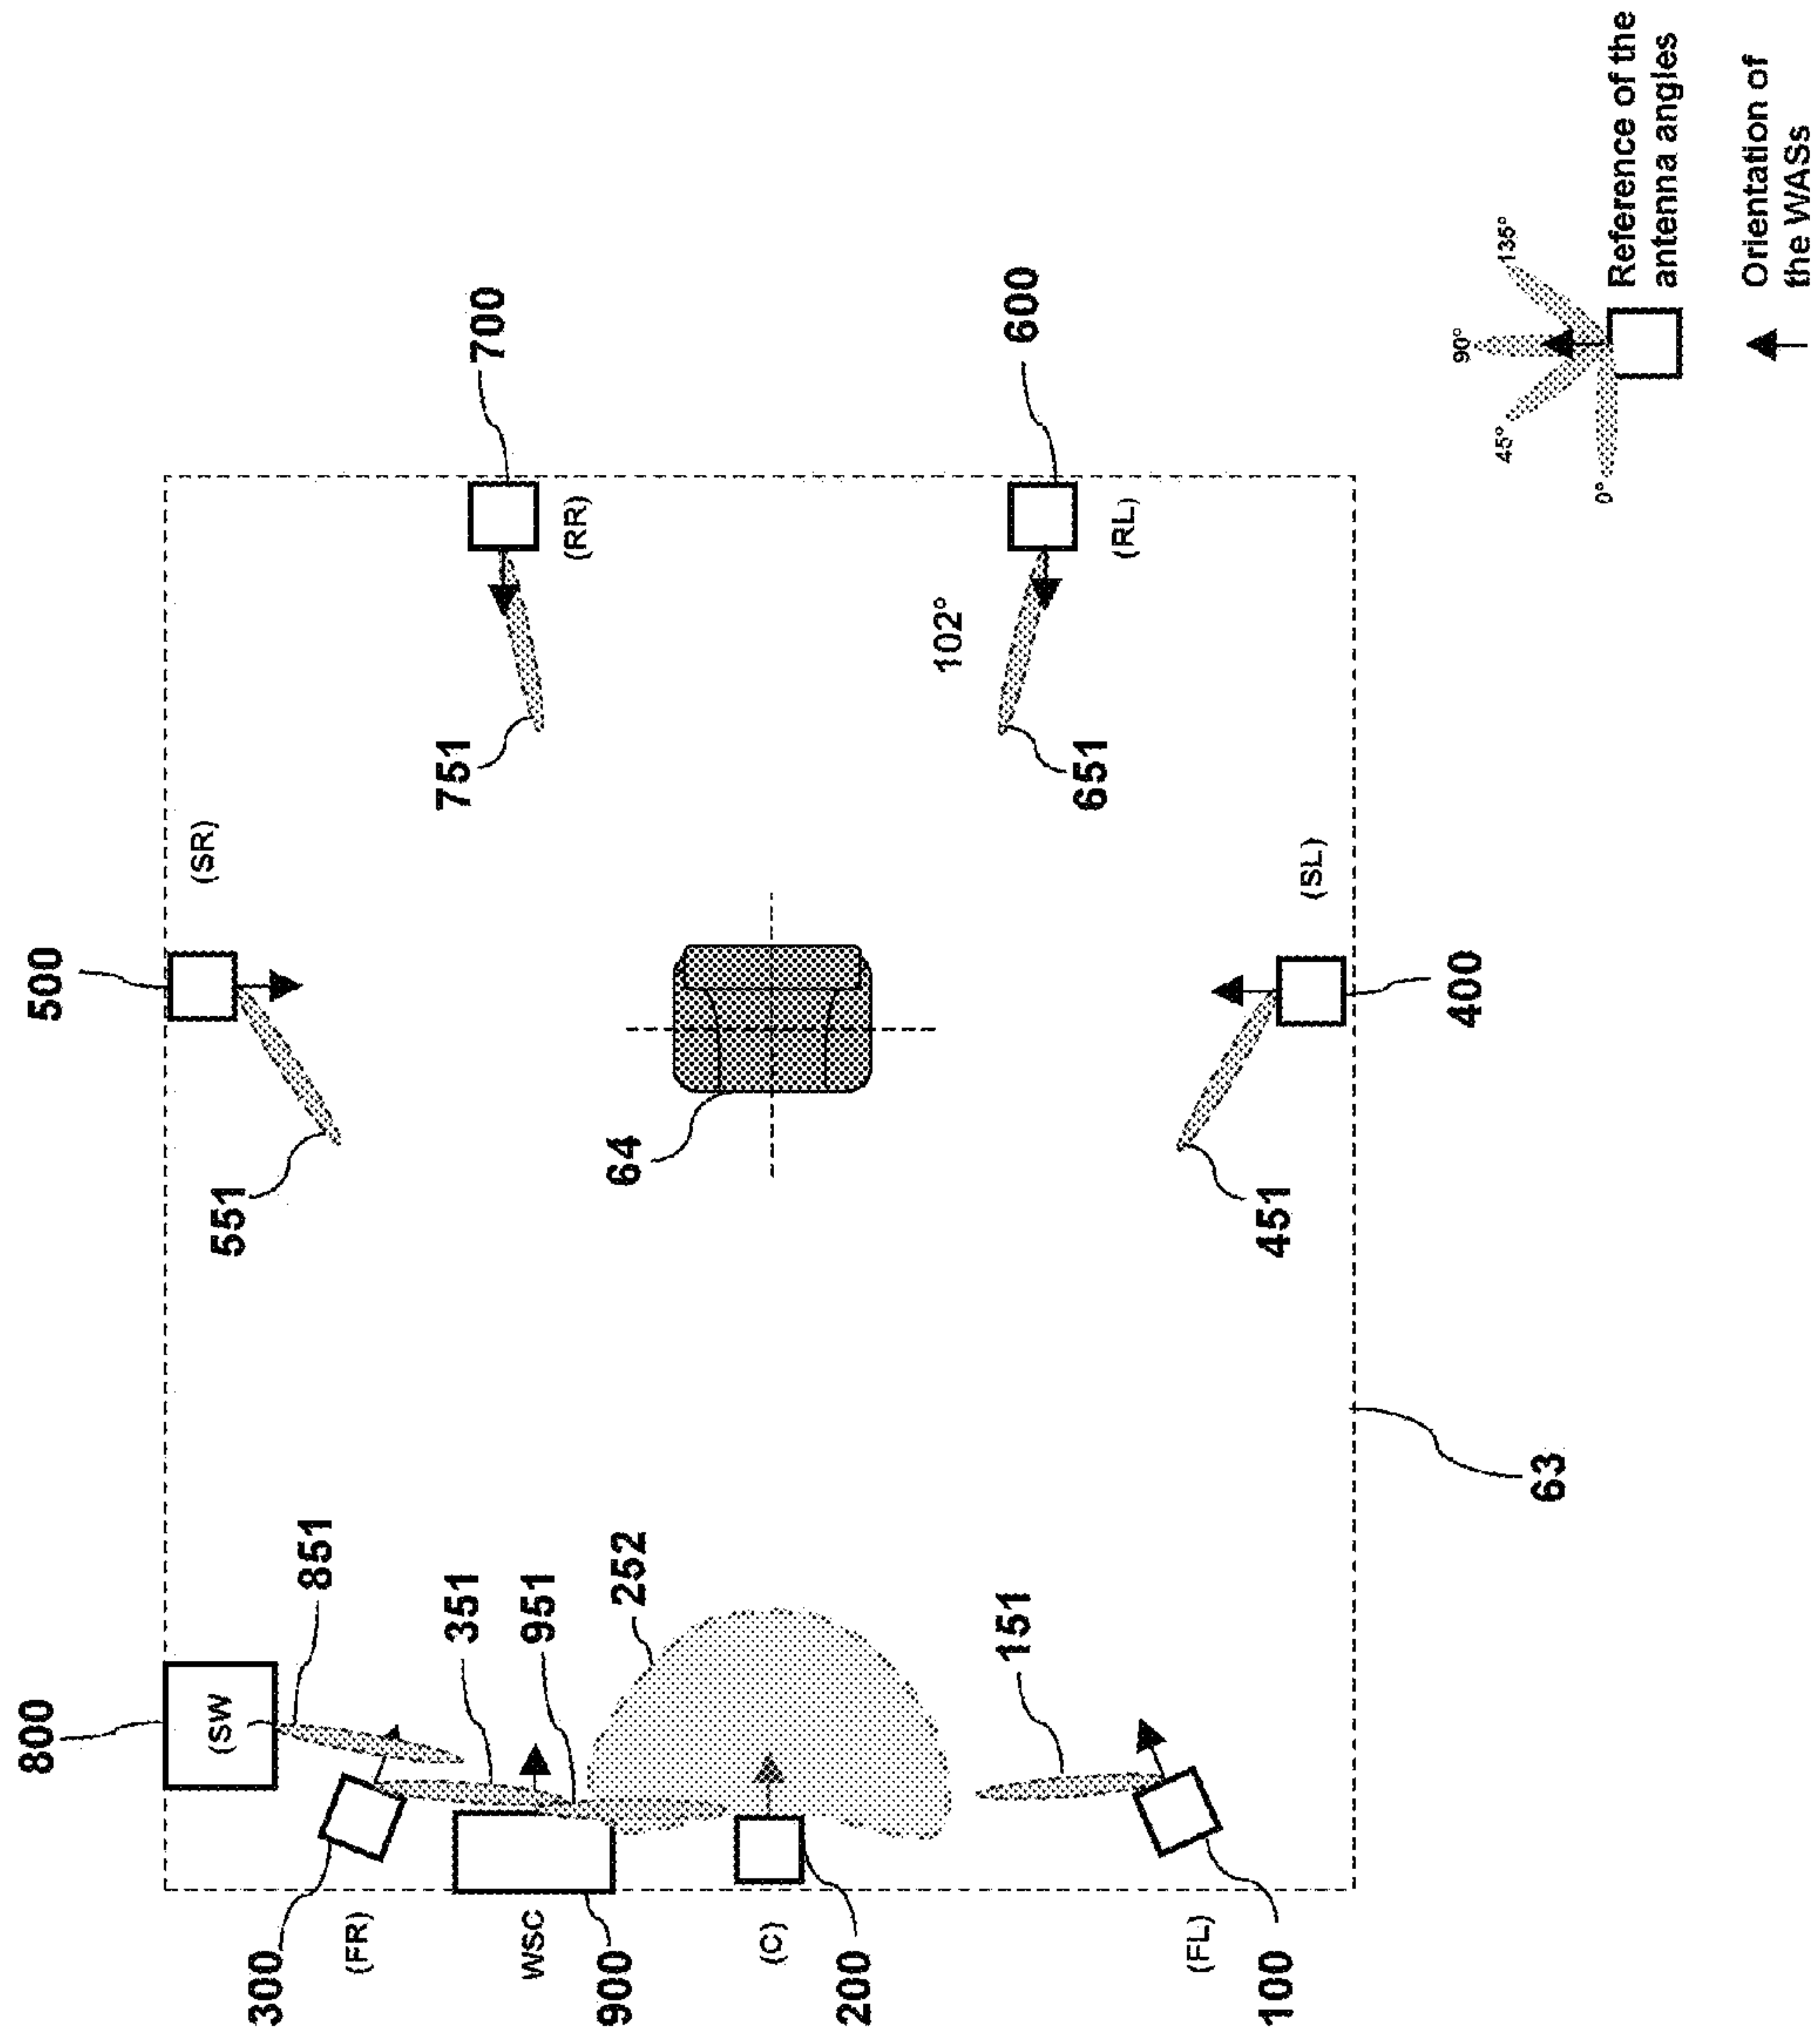 800
500
(SR)
(SW
551
300
851
(FR)
351
751
700
WSC
951
(RR)
900
252
64
(C)
200
102°
151
600
651
(RL)
(FL)
100
451
(SL)
400
63
90°
45°
135°
0°
Reference of the
antenna angles
Orientation of
the WASs